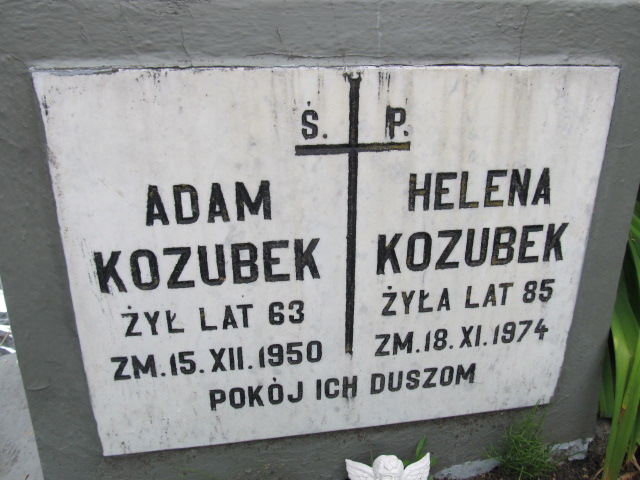 Ś. P.
ADAM
KOZUBEK
ŻYŁ LAT 63
ZM. 15. XII. 1950
HELENA
KOZUBEK
ŻYŁA LAT 85
ZM. 18. XI. 1974
POKÓJ ICH DUSZOM